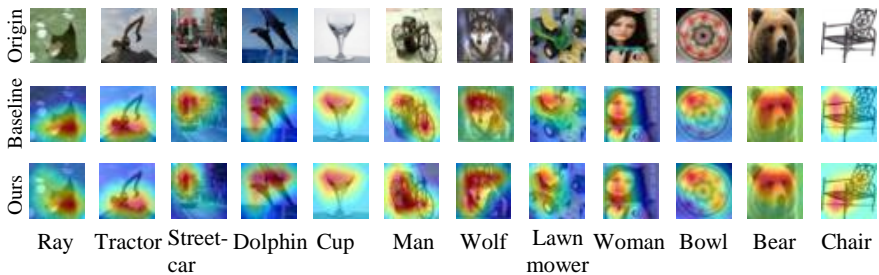 Origin
Baseline
Ours
Ray Tractor Street- Dolphin Cup Man Wolf Lawn Woman Bowl Bear Chair
car mower